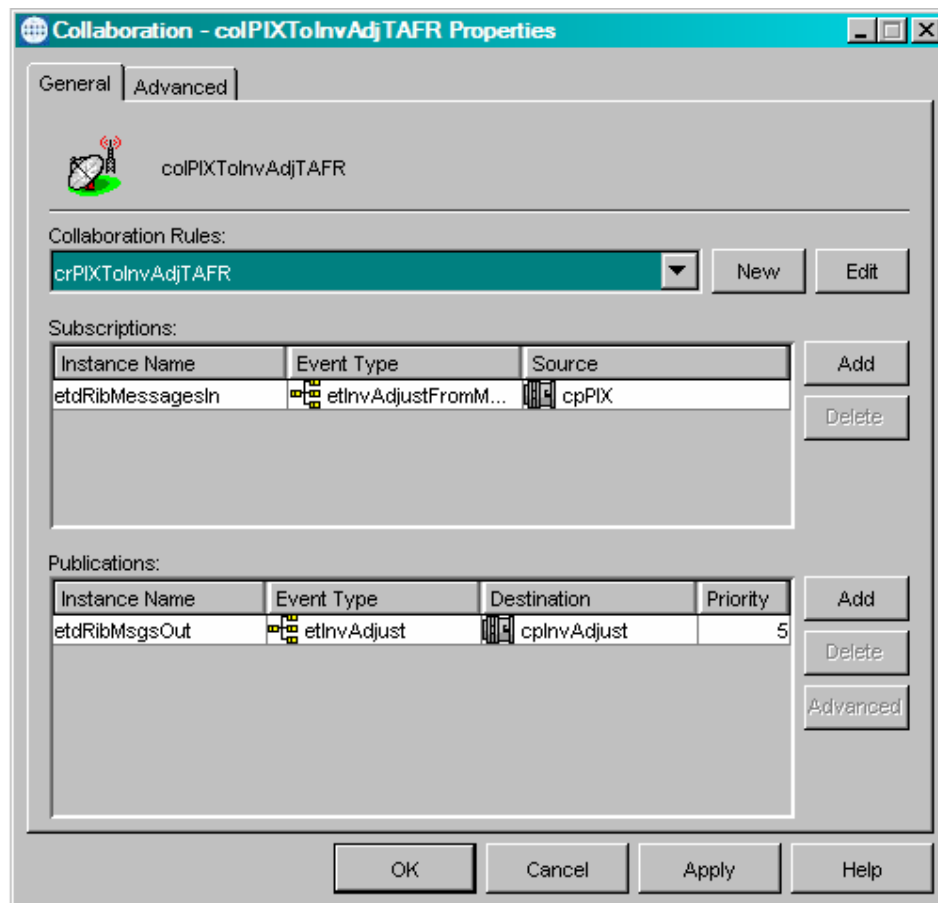 Collaboration - colPIXToInvAdjTAFR Properties
General Advanced
colPIXToInvAdjTAFR
Collaboration Rules:
crPIXToInvAdjTAFR New Edit
Subscriptions:
Instance Name Event Type Source Add
etdRibMessagesIn etInvAdjustFromM... cpPIX
Delete
Publications:
Instance Name Event Type Destination Priority Add
etdRibMsgsOut etInvAdjust cpInvAdjust 5
Delete
Advanced
OK Cancel Apply Help